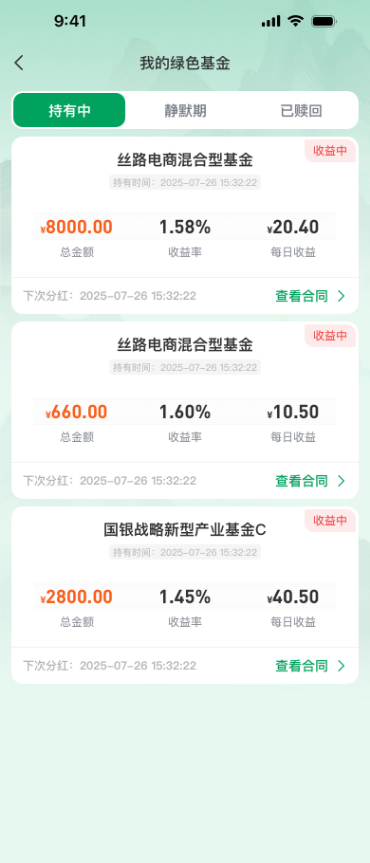 9:41
我的绿色基金
持有中 静默期 已赎回
收益中
丝路电商混合型基金
持有时间：2025-07-26 15:32:22
¥8000.00 1.58% ¥20.40
总金额 收益率 每日收益
下次分红：2025-07-26 15:32:22 查看合同
收益中
丝路电商混合型基金
持有时间：2025-07-26 15:32:22
¥660.00 1.60% ¥10.50
总金额 收益率 每日收益
下次分红：2025-07-26 15:32:22 查看合同
收益中
国银战略新型产业基金C
持有时间：2025-07-26 15:32:22
¥2800.00 1.45% ¥40.50
总金额 收益率 每日收益
下次分红：2025-07-26 15:32:22 查看合同